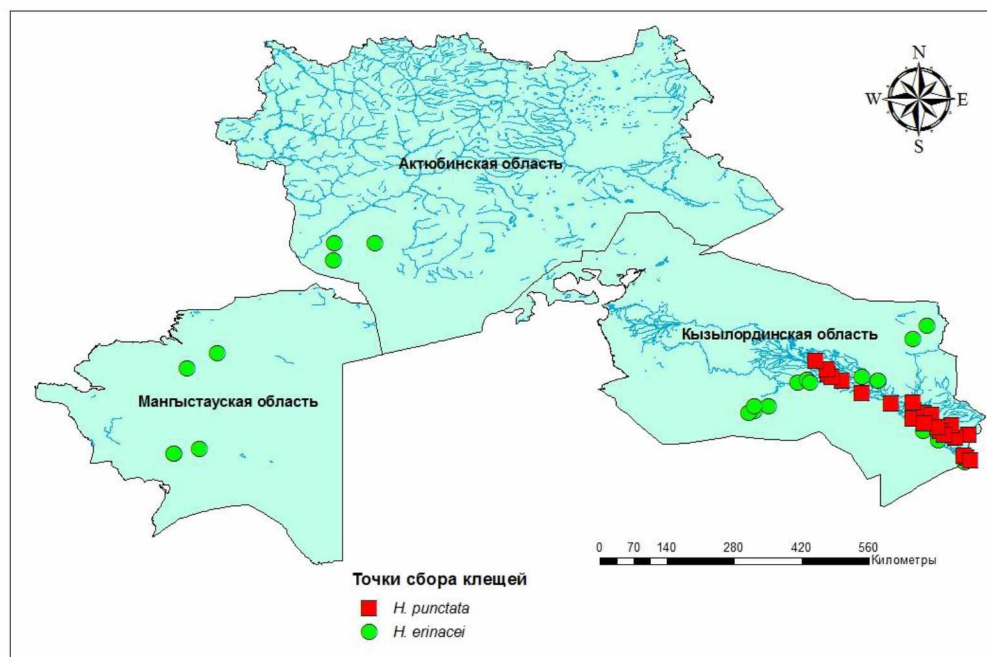 N
W E
S
Актюбинская область
Кызылординская область
Мангыстауская область
0 70 140 280 420 560
Километры
Точки сбора клещей
H. punctata
H. erinacei